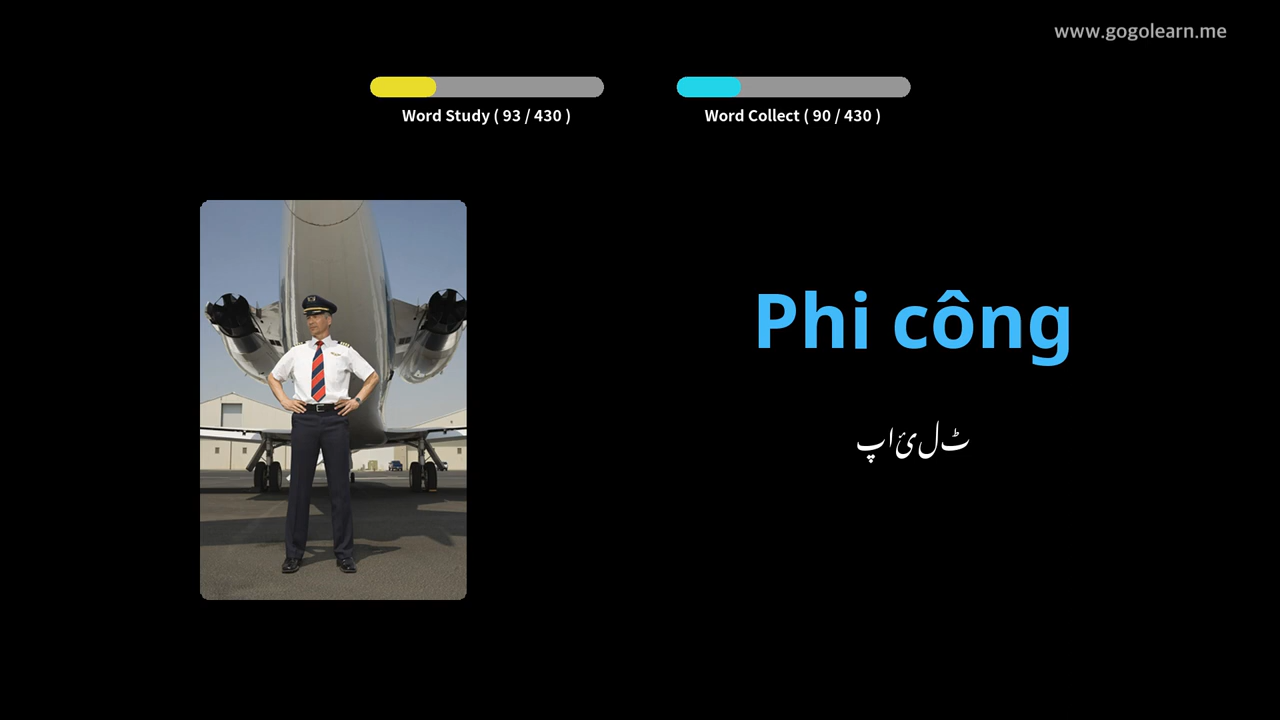 www.gogolearn.me
Word Study ( 93 / 430 )
Word Collect ( 90 / 430 )
Phi công
پائلٹ